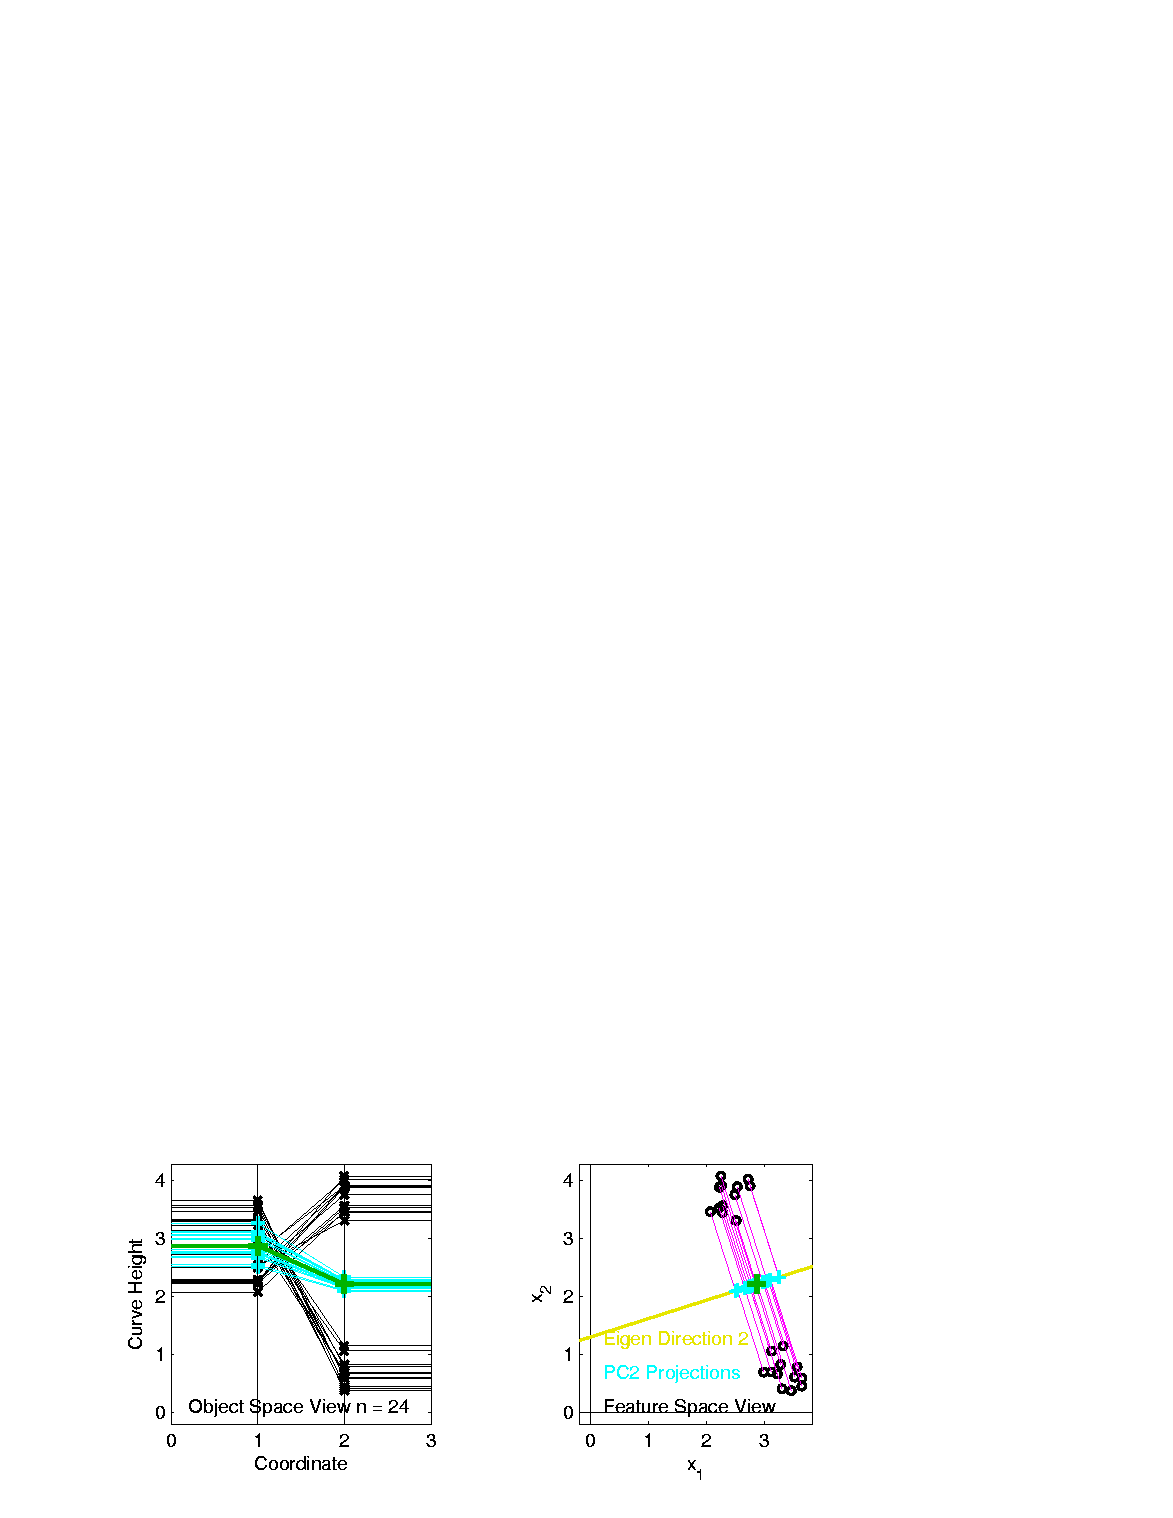 4
3
2
1
0
Curve Height
Object Space View n = 24
0 1 2 3
Coordinate
4
3
2
1
0
x2
Eigen Direction 2
PC2 Projections
Feature Space View
0 1 2 3
x1